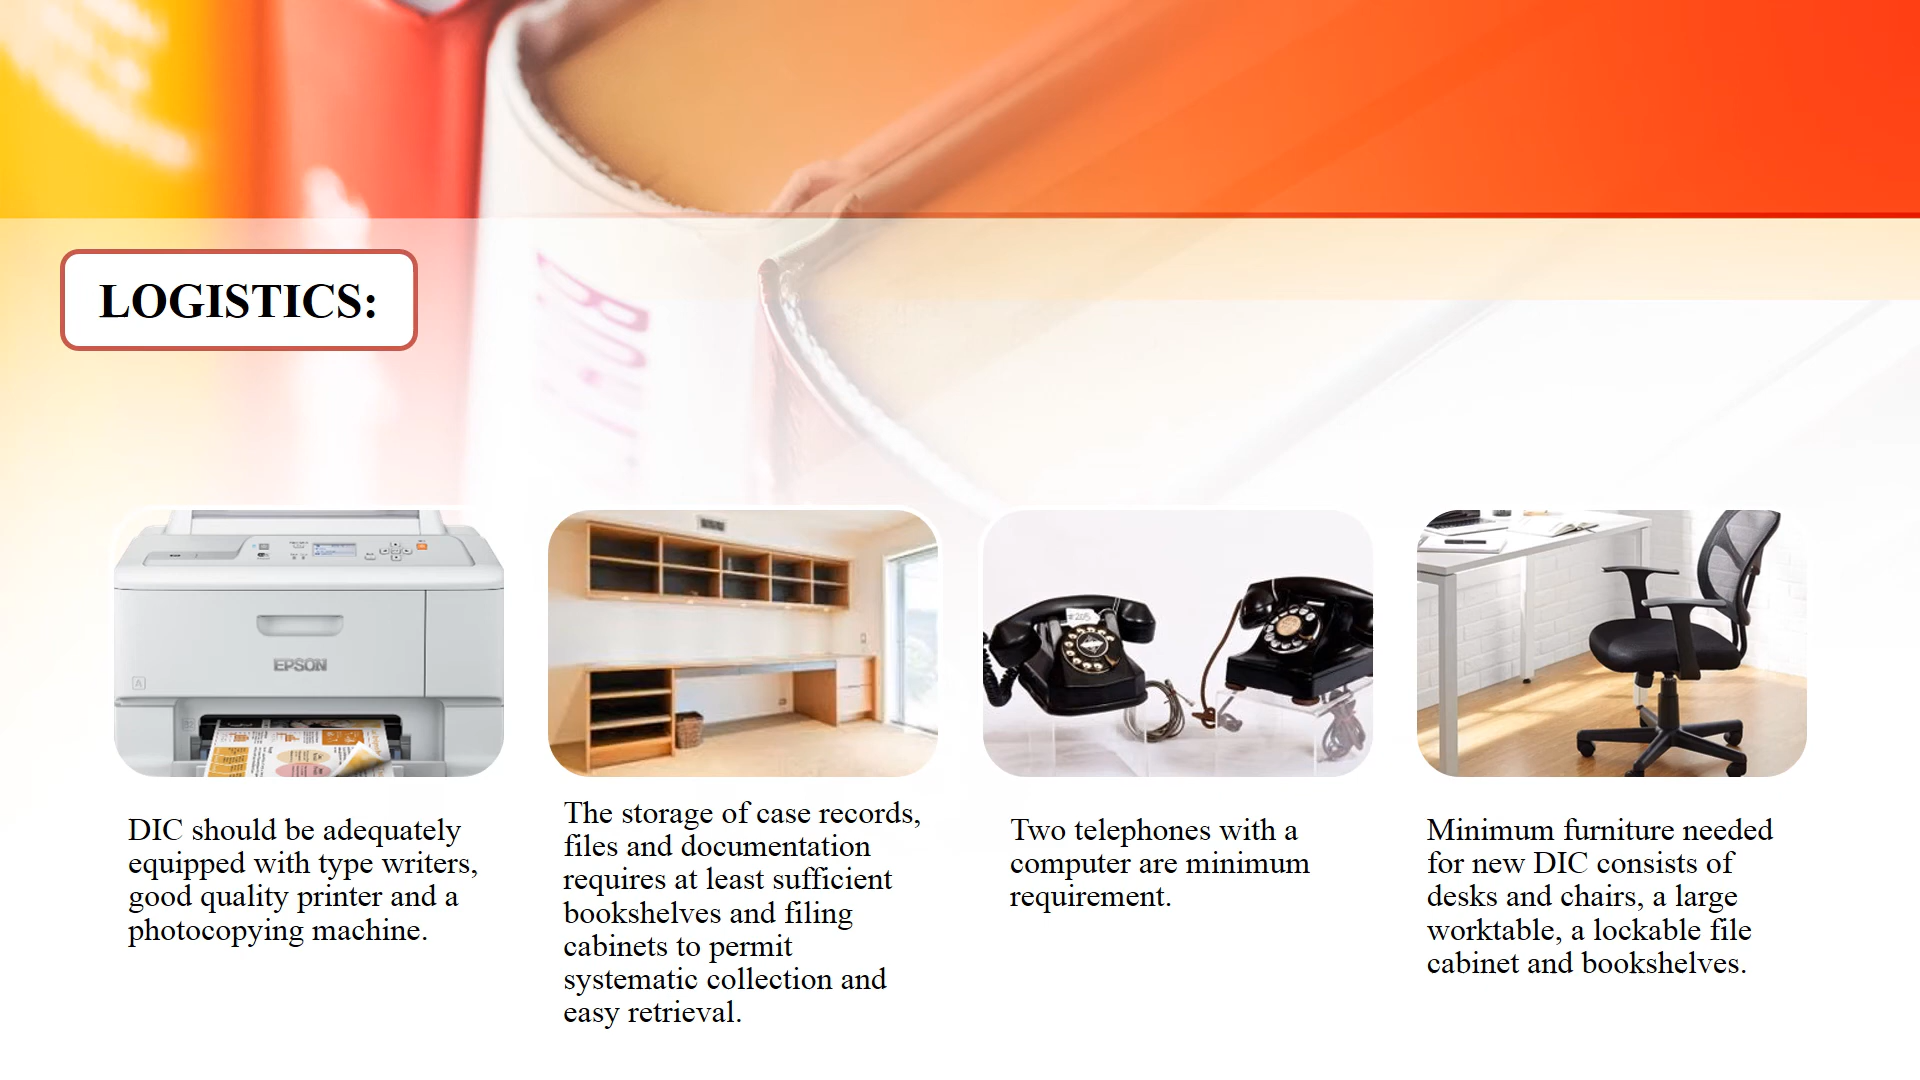 LOGISTICS:
EPSON
#205
DIC should be adequately
equipped with type writers,
good quality printer and a
photocopying machine.
The storage of case records,
files and documentation
requires at least sufficient
bookshelves and filing
cabinets to permit
systematic collection and
easy retrieval.
Two telephones with a
computer are minimum
requirement.
Minimum furniture needed
for new DIC consists of
desks and chairs, a large
worktable, a lockable file
cabinet and bookshelves.